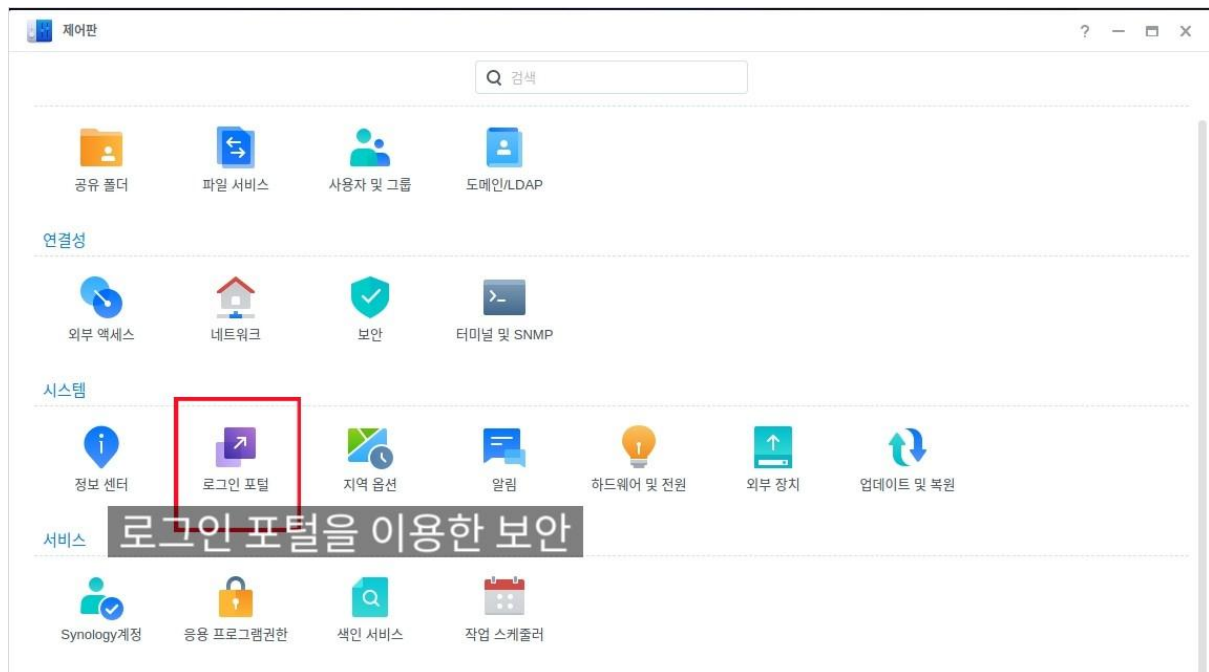 제어판
검색
공유 폴더
파일 서비스
사용자 및 그룹
도메인/LDAP
연결성
외부 액세스
네트워크
보안
터미널 및 SNMP
시스템
정보 센터
로그인 포털
지역 옵션
알림
하드웨어 및 전원
외부 장치
업데이트 및 복원
로그인 포털을 이용한 보안
서비스
Synology계정
응용 프로그램권한
색인 서비스
작업 스케줄러